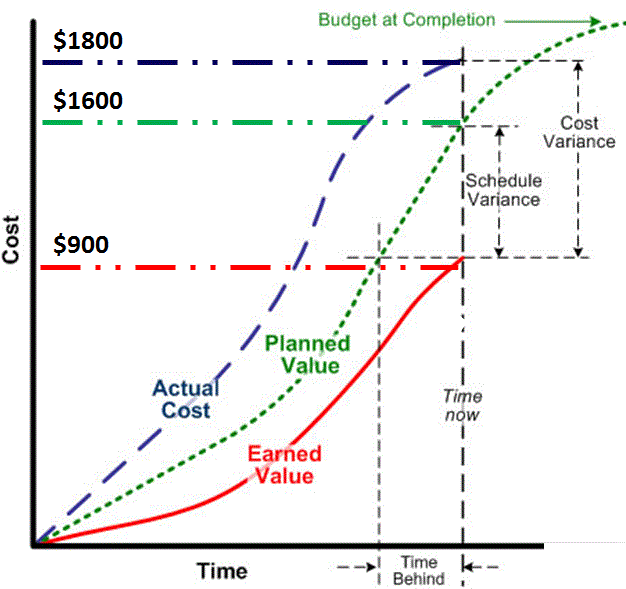 Budget at Completion
$1800
$1600
Cost
Variance
Schedule
Variance
$900
Cost
Planned
Value
Actual
Cost
Time
now
Earned
Value
Time
Time
Behind